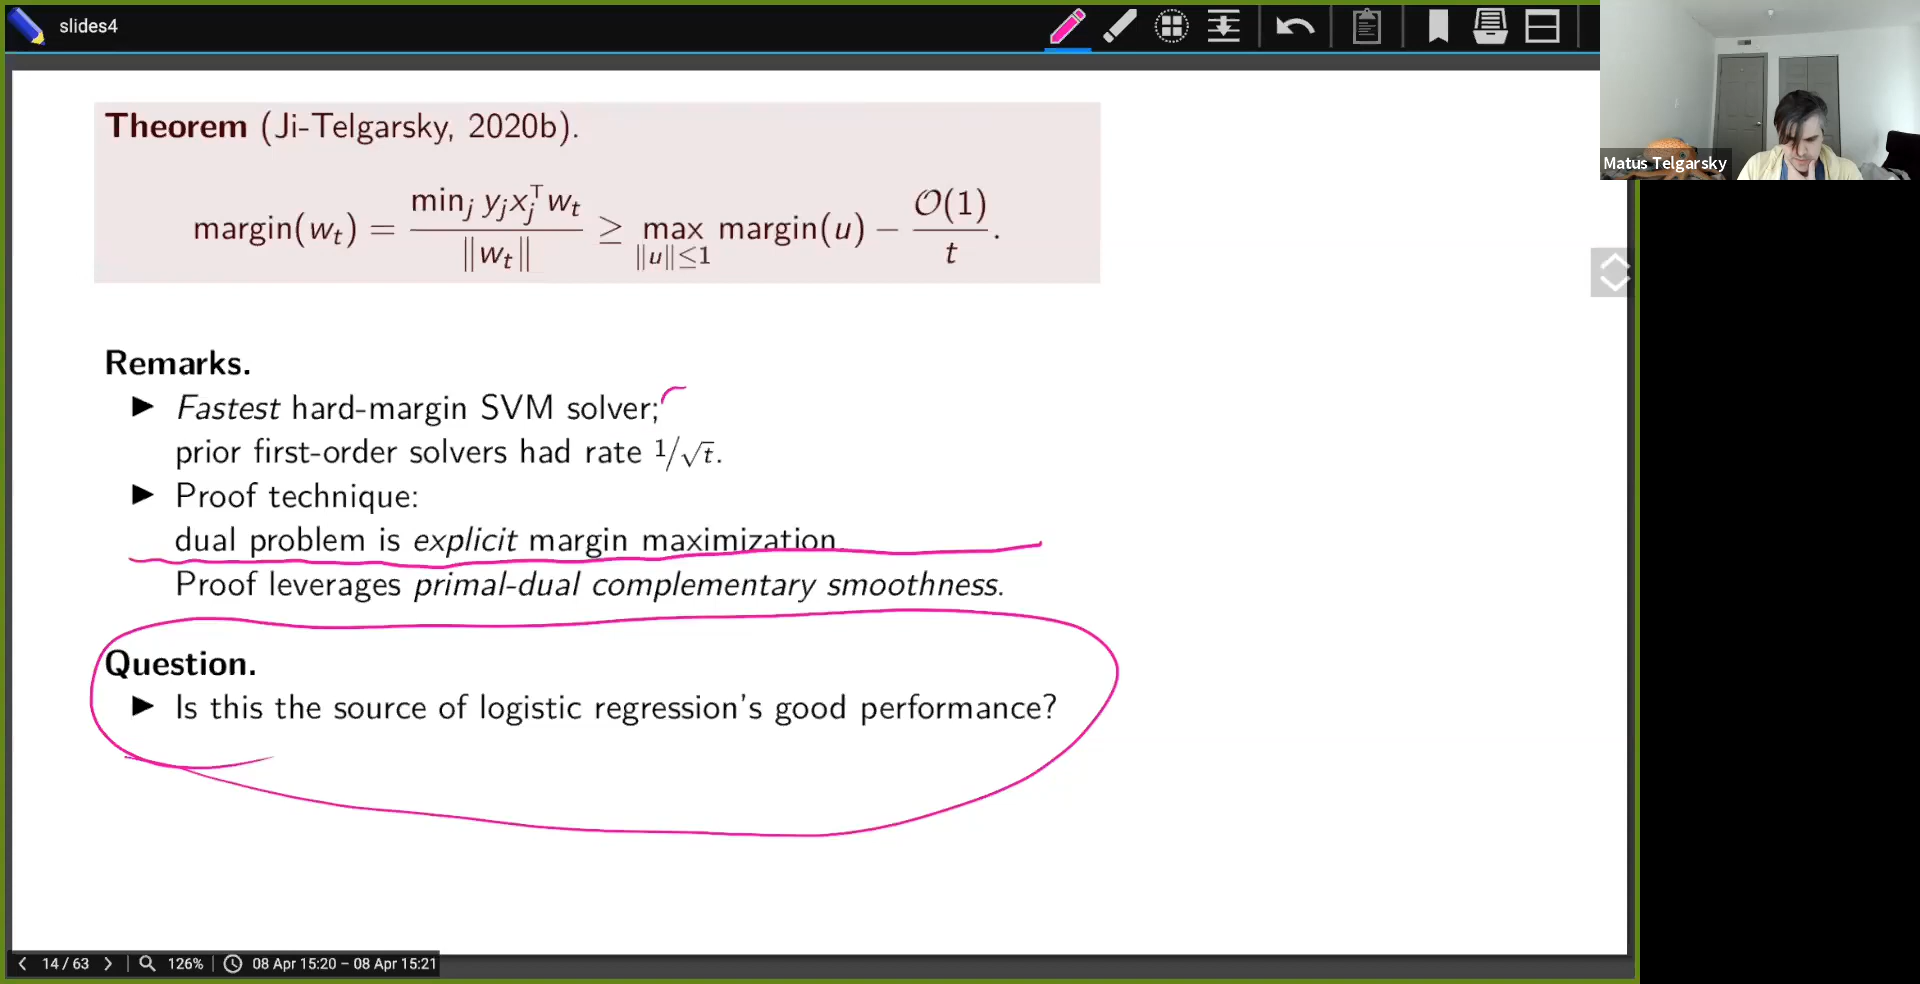 slides4
Matus Telgarsky
Theorem (Ji-Telgarsky, 2020b).
margin(w_t) = \frac{min_j y_j x_j^⊤ w_t}{‖w_t‖} ≥ max_{‖u‖≤1} margin(u) − \frac{𝒪(1)}{t}.
Remarks.
► Fastest hard-margin SVM solver;
prior first-order solvers had rate 1/√t.
► Proof technique:
dual problem is explicit margin maximization.
Proof leverages primal-dual complementary smoothness.
Question.
► Is this the source of logistic regression's good performance?
14 / 63 126% 08 Apr 15:20 – 08 Apr 15:21